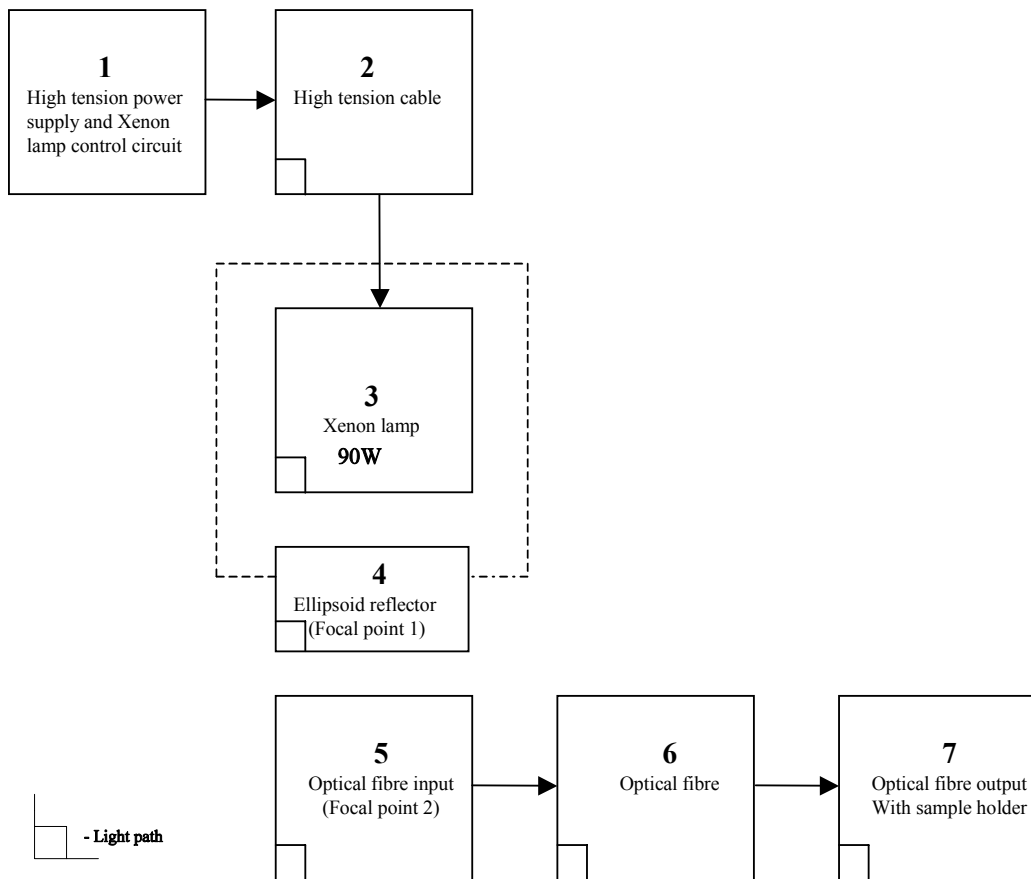 1
High tension power
supply and Xenon
lamp control circuit
2
High tension cable
3
Xenon lamp
90W
4
Ellipsoid reflector
(Focal point 1)
5
Optical fibre input
(Focal point 2)
6
Optical fibre
7
Optical fibre output
With sample holder
- Light path